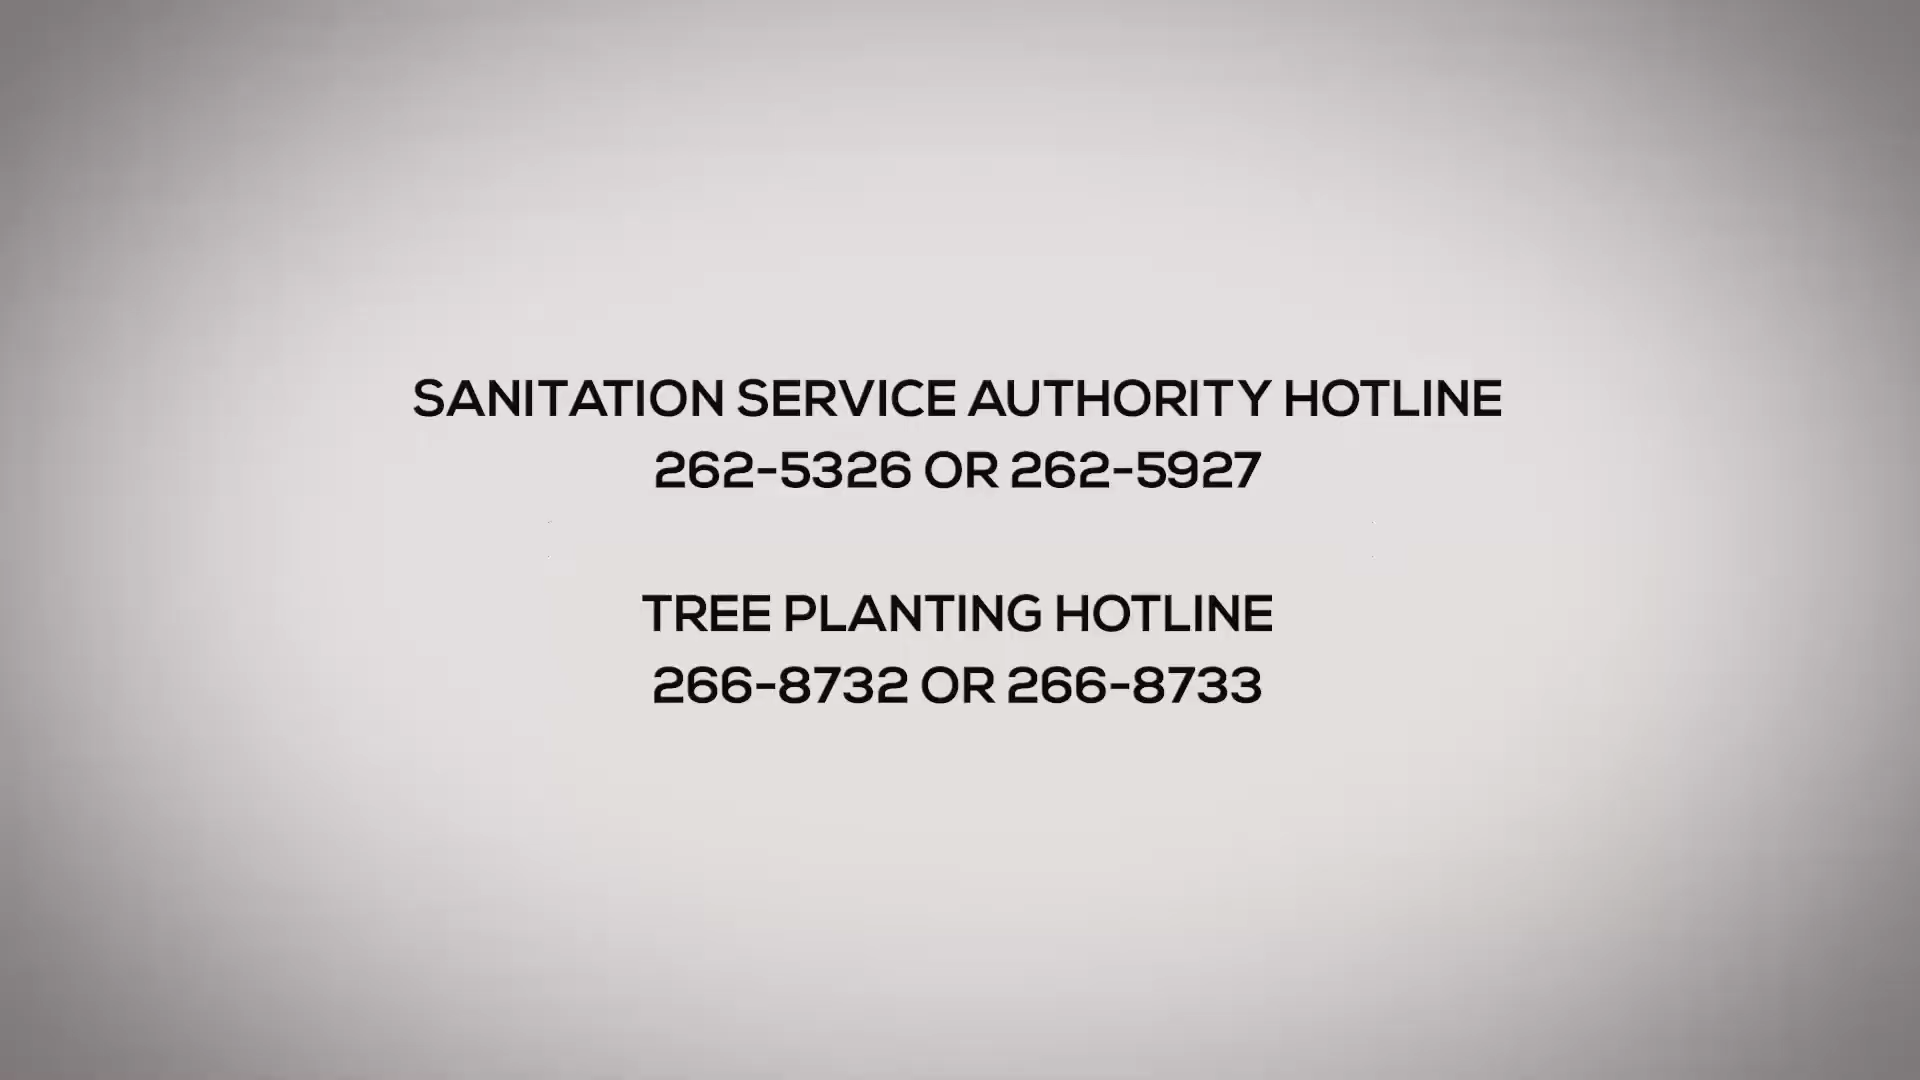 SANITATION SERVICE AUTHORITY HOTLINE
262-5326 OR 262-5927
TREE PLANTING HOTLINE
266-8732 OR 266-8733